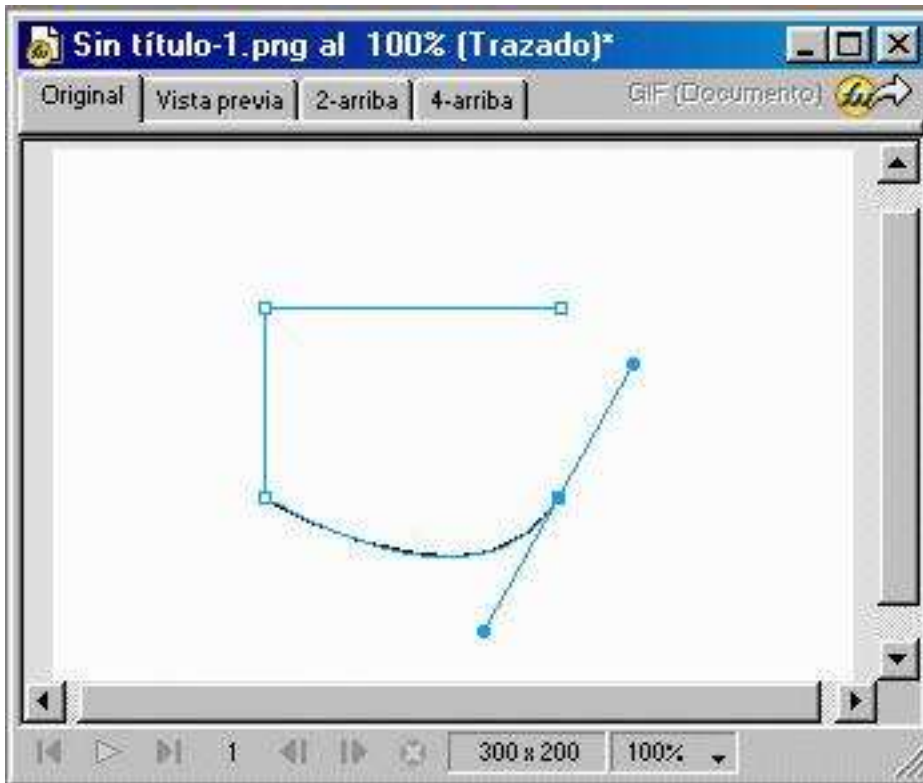 Sin título-1.png al 100% (Trazado)*
Original Vista previa 2-arriba 4-arriba GIF (Documento)
1 300 x 200 100%